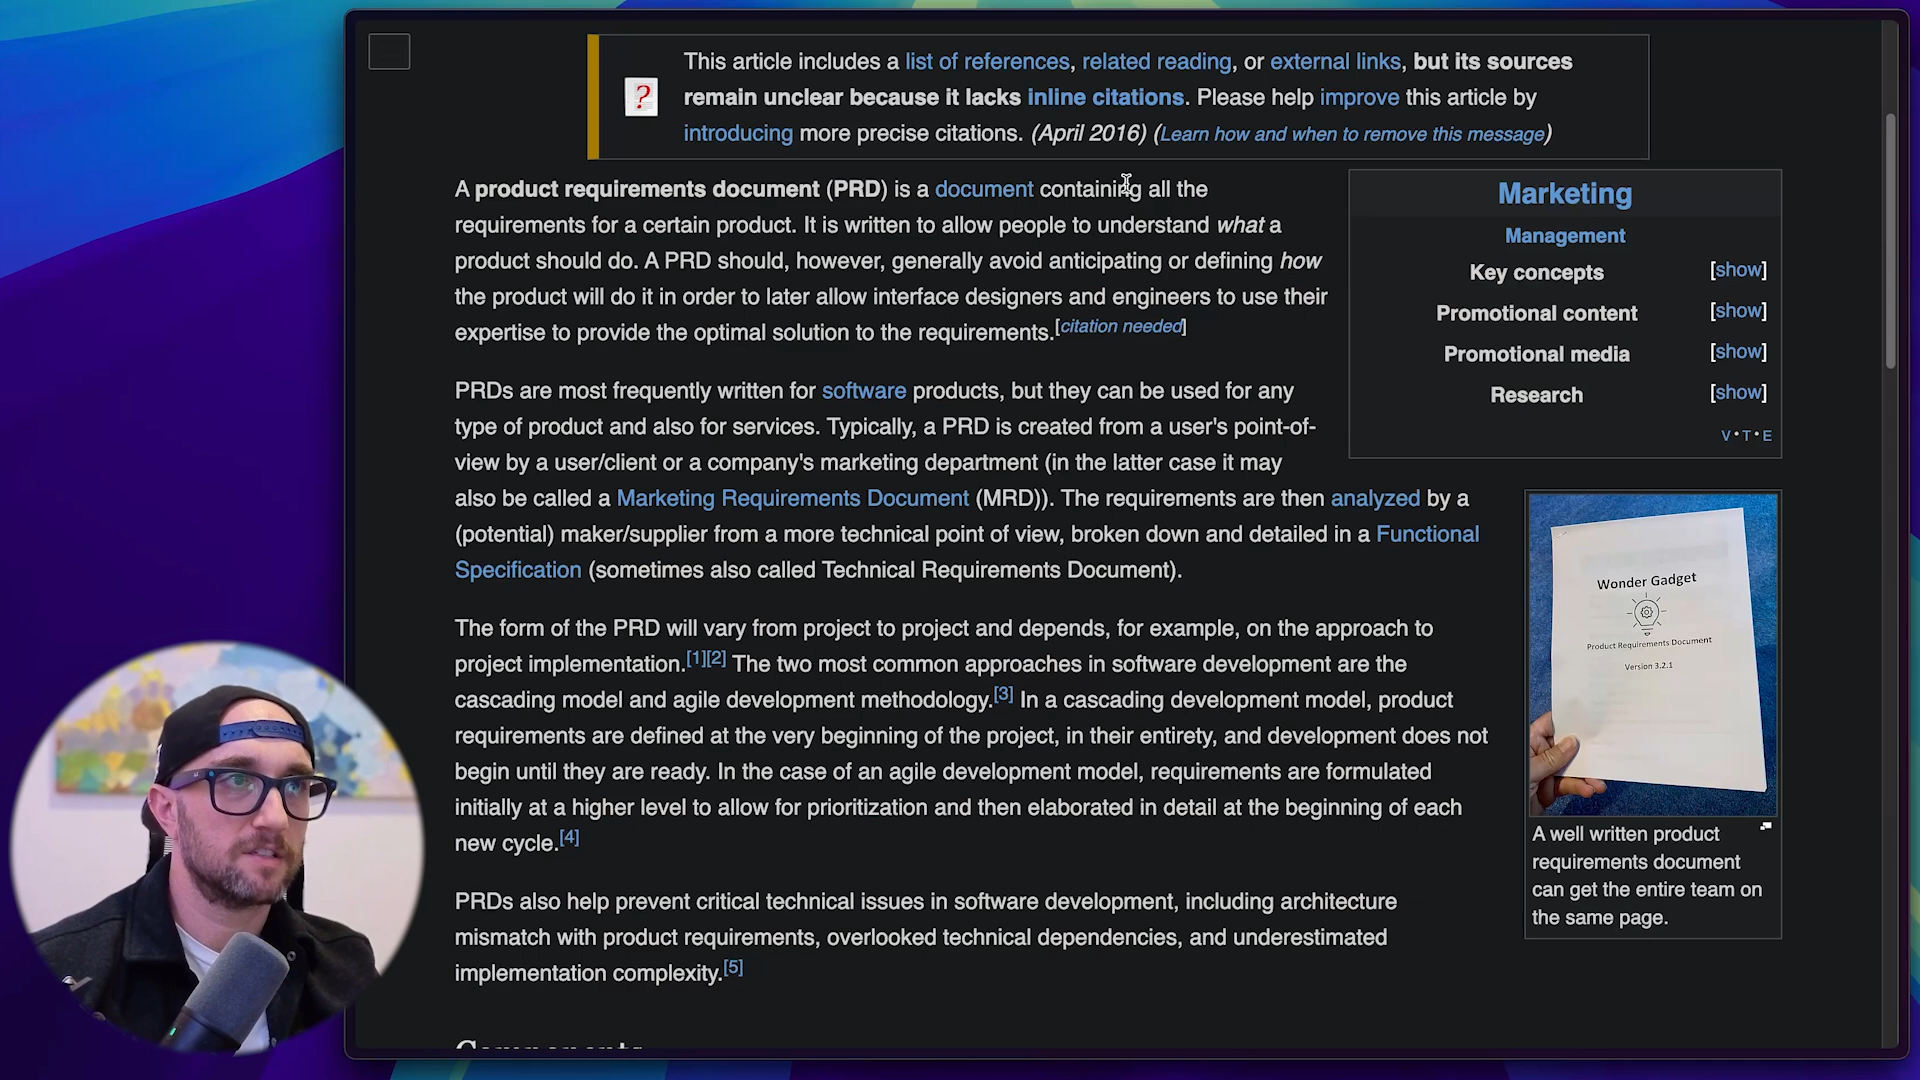 This article includes a list of references, related reading, or external links, but its sources
remain unclear because it lacks inline citations. Please help improve this article by
introducing more precise citations. (April 2016) (Learn how and when to remove this message)
A product requirements document (PRD) is a document containing all the
requirements for a certain product. It is written to allow people to understand what a
product should do. A PRD should, however, generally avoid anticipating or defining how
the product will do it in order to later allow interface designers and engineers to use their
expertise to provide the optimal solution to the requirements.[citation needed]
PRDs are most frequently written for software products, but they can be used for any
type of product and also for services. Typically, a PRD is created from a user's point-of-
view by a user/client or a company's marketing department (in the latter case it may
also be called a Marketing Requirements Document (MRD)). The requirements are then analyzed by a
(potential) maker/supplier from a more technical point of view, broken down and detailed in a Functional
Specification (sometimes also called Technical Requirements Document).
The form of the PRD will vary from project to project and depends, for example, on the approach to
project implementation.[1][2] The two most common approaches in software development are the
cascading model and agile development methodology.[3] In a cascading development model, product
requirements are defined at the very beginning of the project, in their entirety, and development does not
begin until they are ready. In the case of an agile development model, requirements are formulated
initially at a higher level to allow for prioritization and then elaborated in detail at the beginning of each
new cycle.[4]
PRDs also help prevent critical technical issues in software development, including architecture
mismatch with product requirements, overlooked technical dependencies, and underestimated
implementation complexity.[5]
Marketing
Management
Key concepts [show]
Promotional content [show]
Promotional media [show]
Research [show]
V • T • E
Wonder Gadget
Product Requirements Document
Version 3.2.1
A well written product
requirements document
can get the entire team on
the same page.